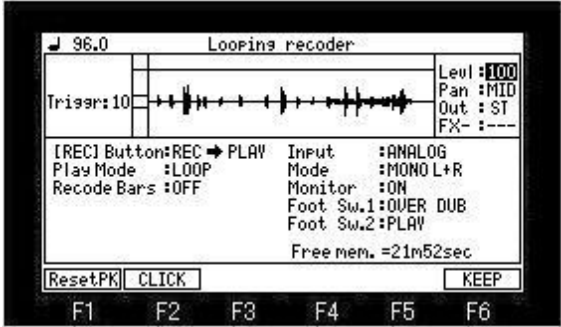 ♩ 96.0 Looping recoder
Levl :100
Pan :MID
Triggr:10
Out : ST
FX- :---
[REC] Button:REC ➔ PLAY Input :ANALOG
Play Mode :LOOP Mode :MONO L+R
Recode Bars :OFF Monitor :ON
Foot Sw.1:OVER DUB
Foot Sw.2:PLAY
Free mem. =21m52sec
ResetPK CLICK KEEP
F1 F2 F3 F4 F5 F6